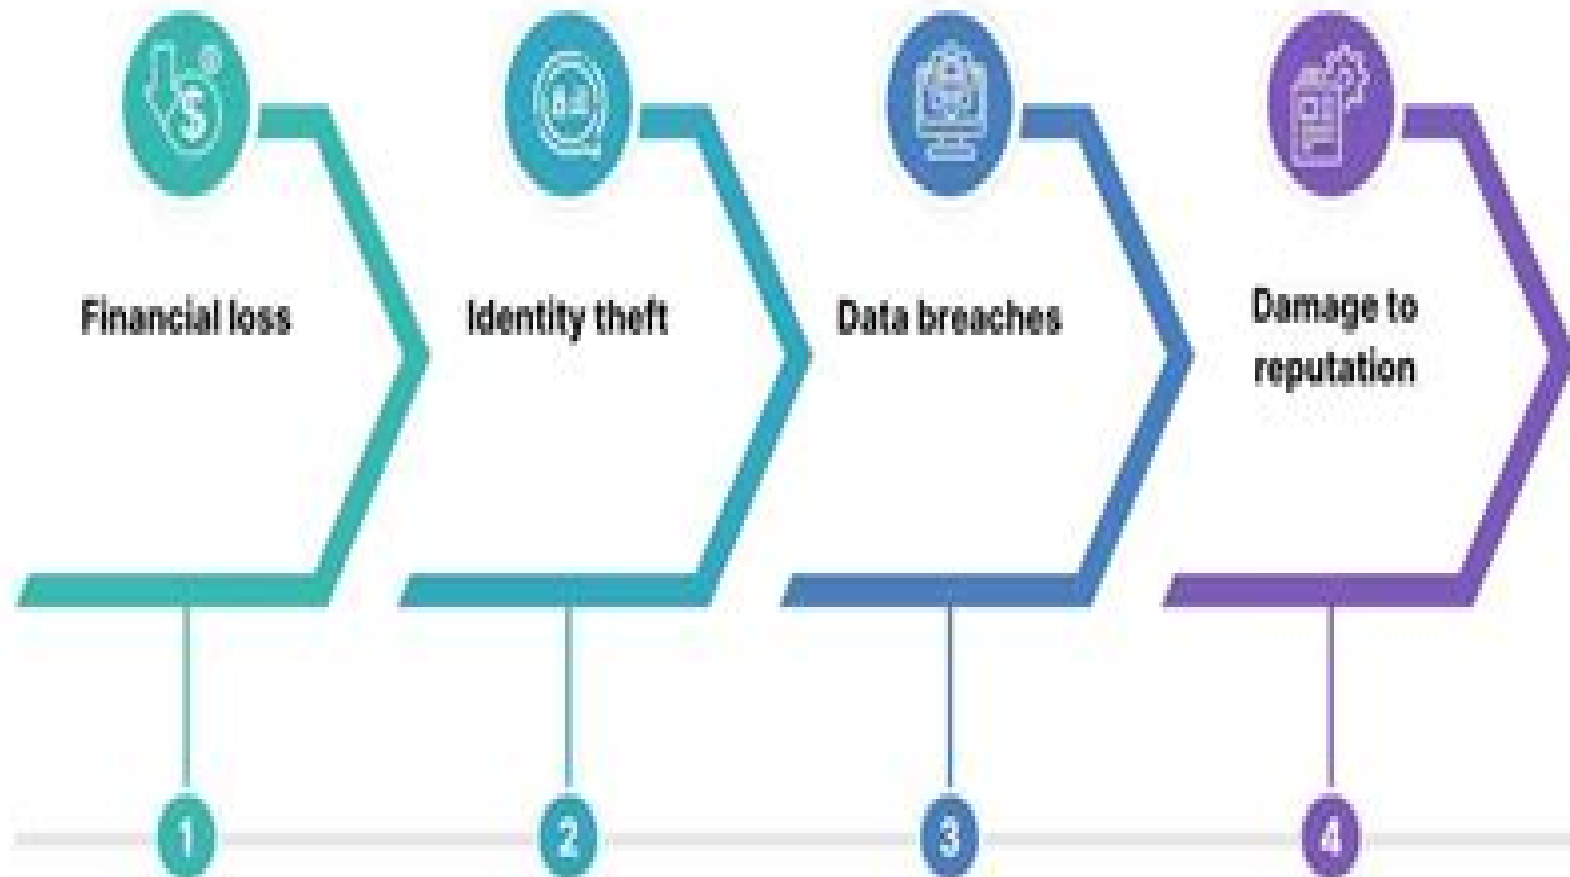 Financial loss
Identity theft
Data breaches
Damage to
reputation
1
2
3
4